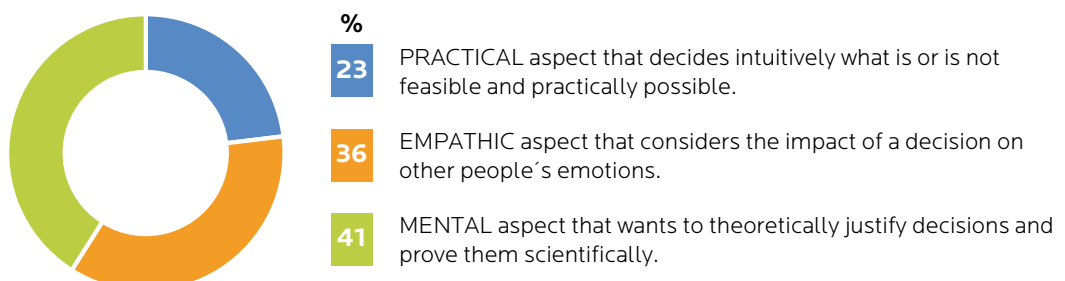 %
23
PRACTICAL aspect that decides intuitively what is or is not
feasible and practically possible.
36
EMPATHIC aspect that considers the impact of a decision on
other people´s emotions.
41
MENTAL aspect that wants to theoretically justify decisions and
prove them scientifically.